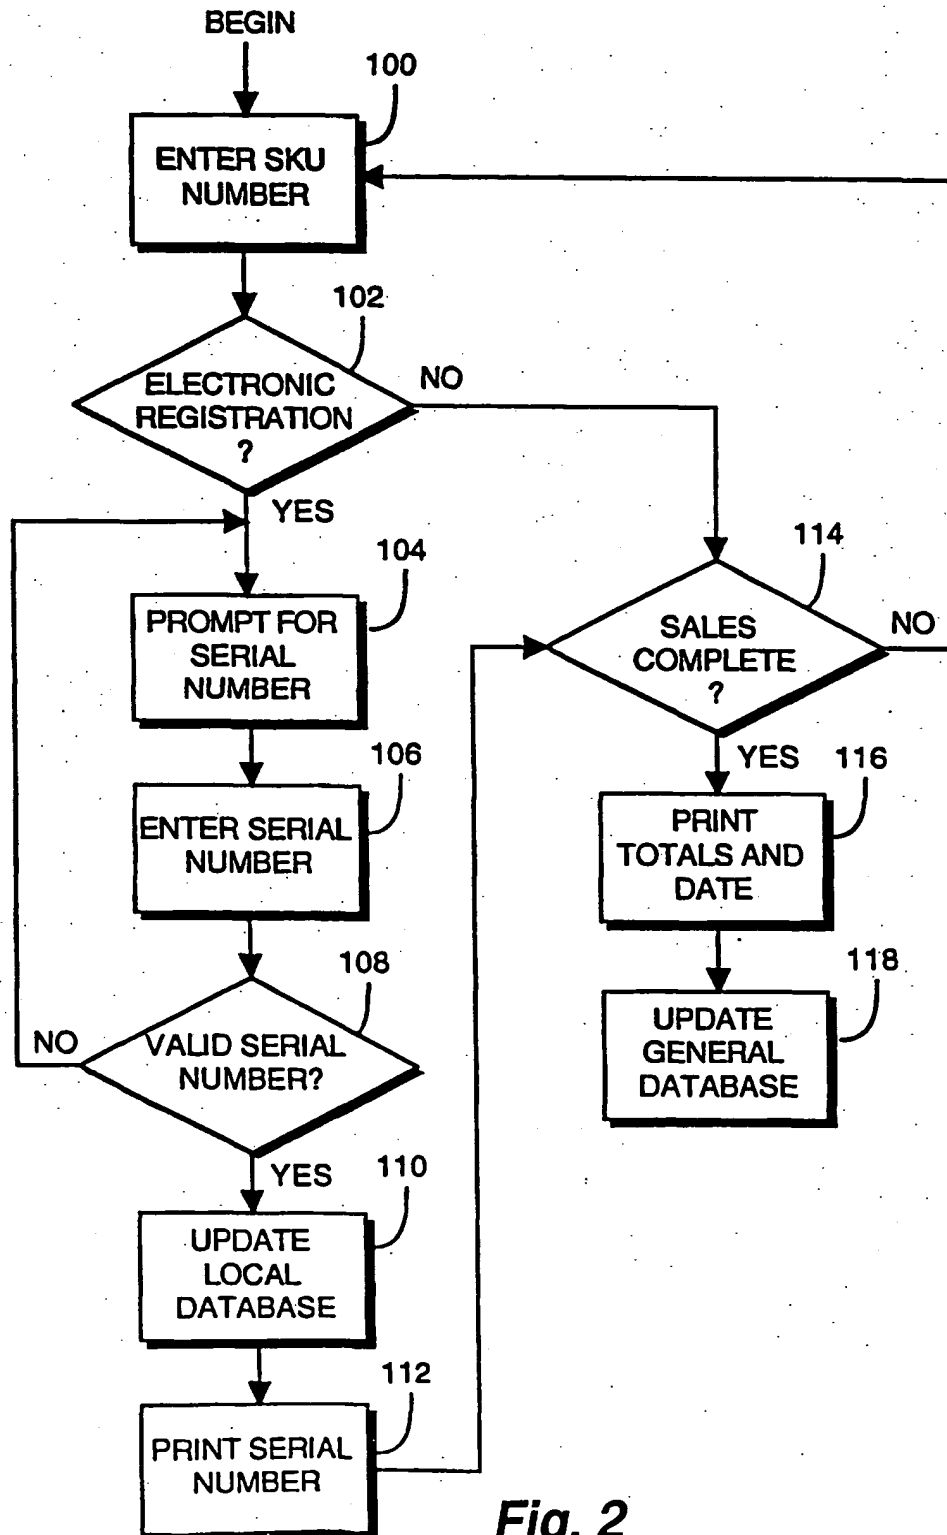 BEGIN
100
ENTER SKU
NUMBER
102
ELECTRONIC
REGISTRATION
?
NO
YES
104
PROMPT FOR
SERIAL
NUMBER
106
ENTER SERIAL
NUMBER
108
VALID SERIAL
NUMBER?
NO
YES
110
UPDATE
LOCAL
DATABASE
112
PRINT SERIAL
NUMBER
114
SALES
COMPLETE
?
NO
YES
116
PRINT
TOTALS AND
DATE
118
UPDATE
GENERAL
DATABASE
Fig. 2